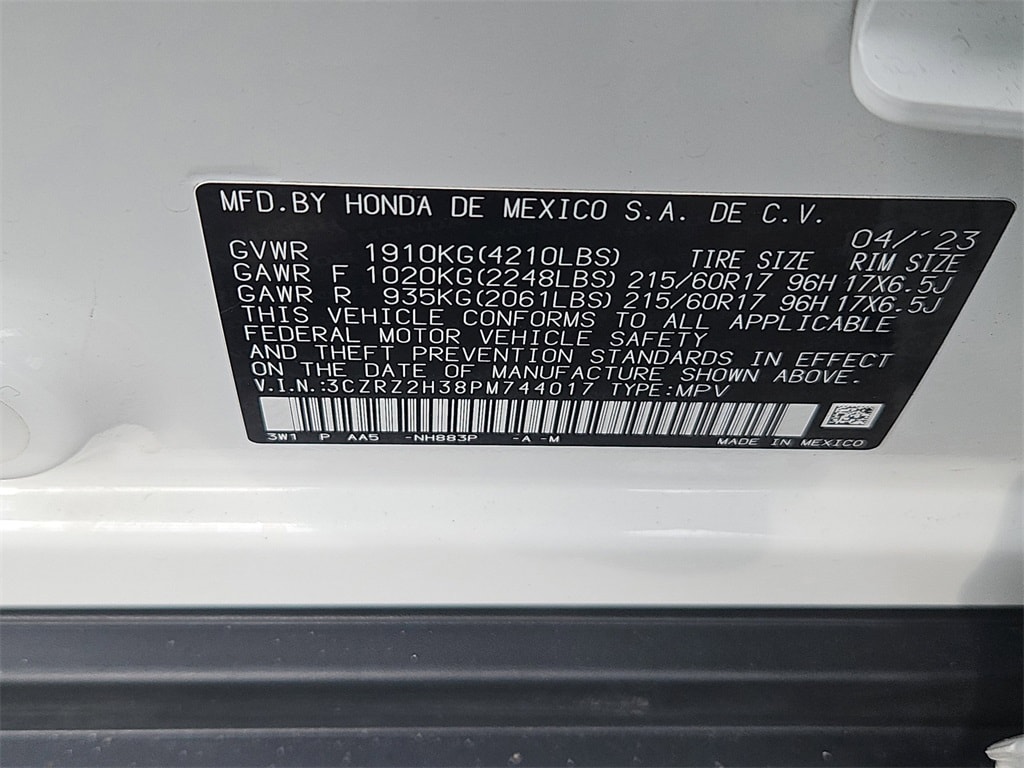 MFD.BY HONDA DE MEXICO S.A. DE C.V.
04/'23
GVWR 1910KG(4210LBS) TIRE SIZE RIM SIZE
GAWR F 1020KG(2248LBS) 215/60R17 96H 17X6.5J
GAWR R 935KG(2061LBS) 215/60R17 96H 17X6.5J
THIS VEHICLE CONFORMS TO ALL APPLICABLE
FEDERAL MOTOR VEHICLE SAFETY
AND THEFT PREVENTION STANDARDS IN EFFECT
ON THE DATE OF MANUFACTURE SHOWN ABOVE.
V.I.N.:3CZRZ2H38PM744017 TYPE:MPV
3W1 P AA5 -NH883P -A -M MADE IN MEXICO